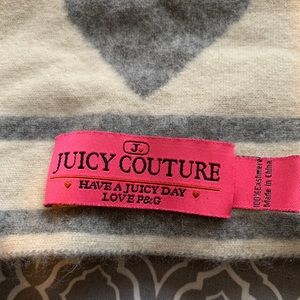 J.
JUICY COUTURE
HAVE A JUICY DAY
LOVE P&G
100% Cashmere
Made in China